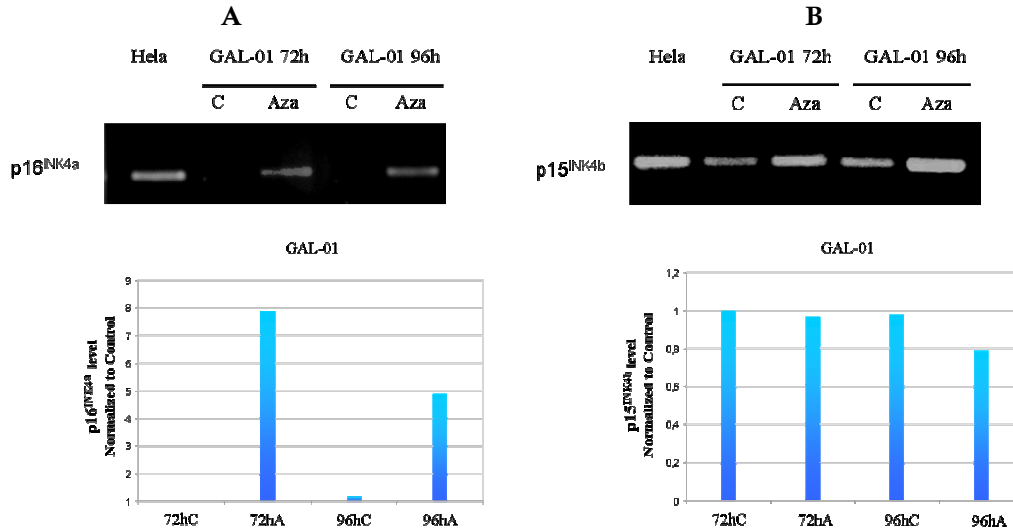 A
Hela GAL-01 72h GAL-01 96h
C Aza C Aza
p16INK4a
GAL-01
9
8
7
6
5
4
3
2
1
p16INK4a level
Normalized to Control
72hC 72hA 96hC 96hA
B
Hela GAL-01 72h GAL-01 96h
C Aza C Aza
p15INK4b
GAL-01
1,2
1
0,8
0,6
0,4
0,2
0
p15INK4b level
Normalized to Control
72hC 72hA 96hC 96hA